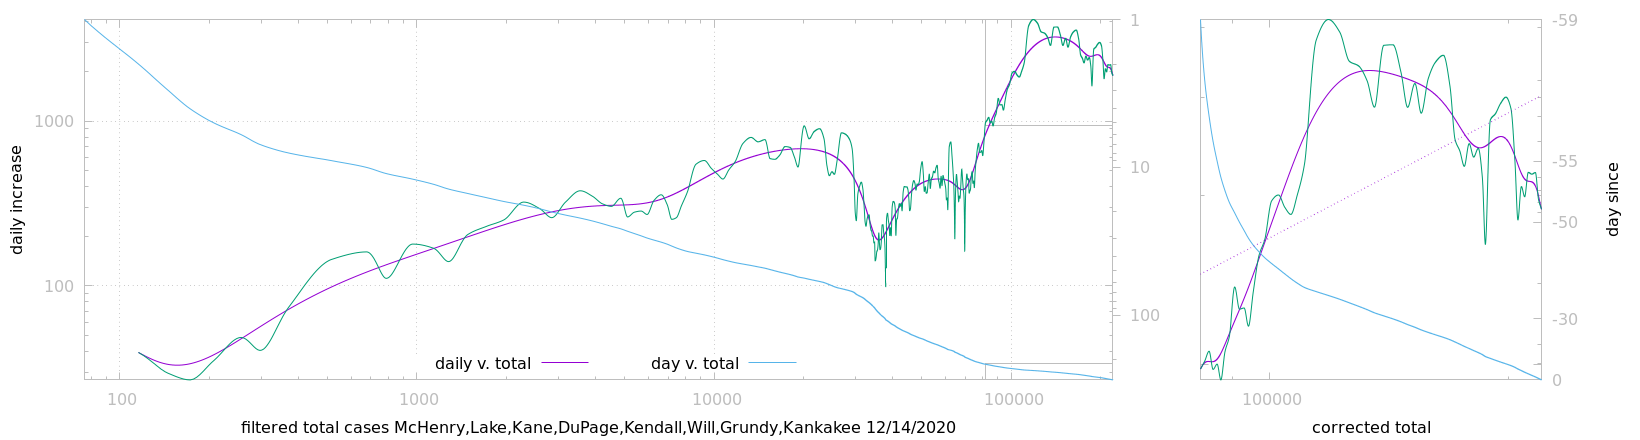 1
-59
1000
daily increase
10
-55
-50
day since
100
100
-30
daily v. total
day v. total
0
100
1000
10000
100000
100000
filtered total cases McHenry,Lake,Kane,DuPage,Kendall,Will,Grundy,Kankakee 12/14/2020
corrected total